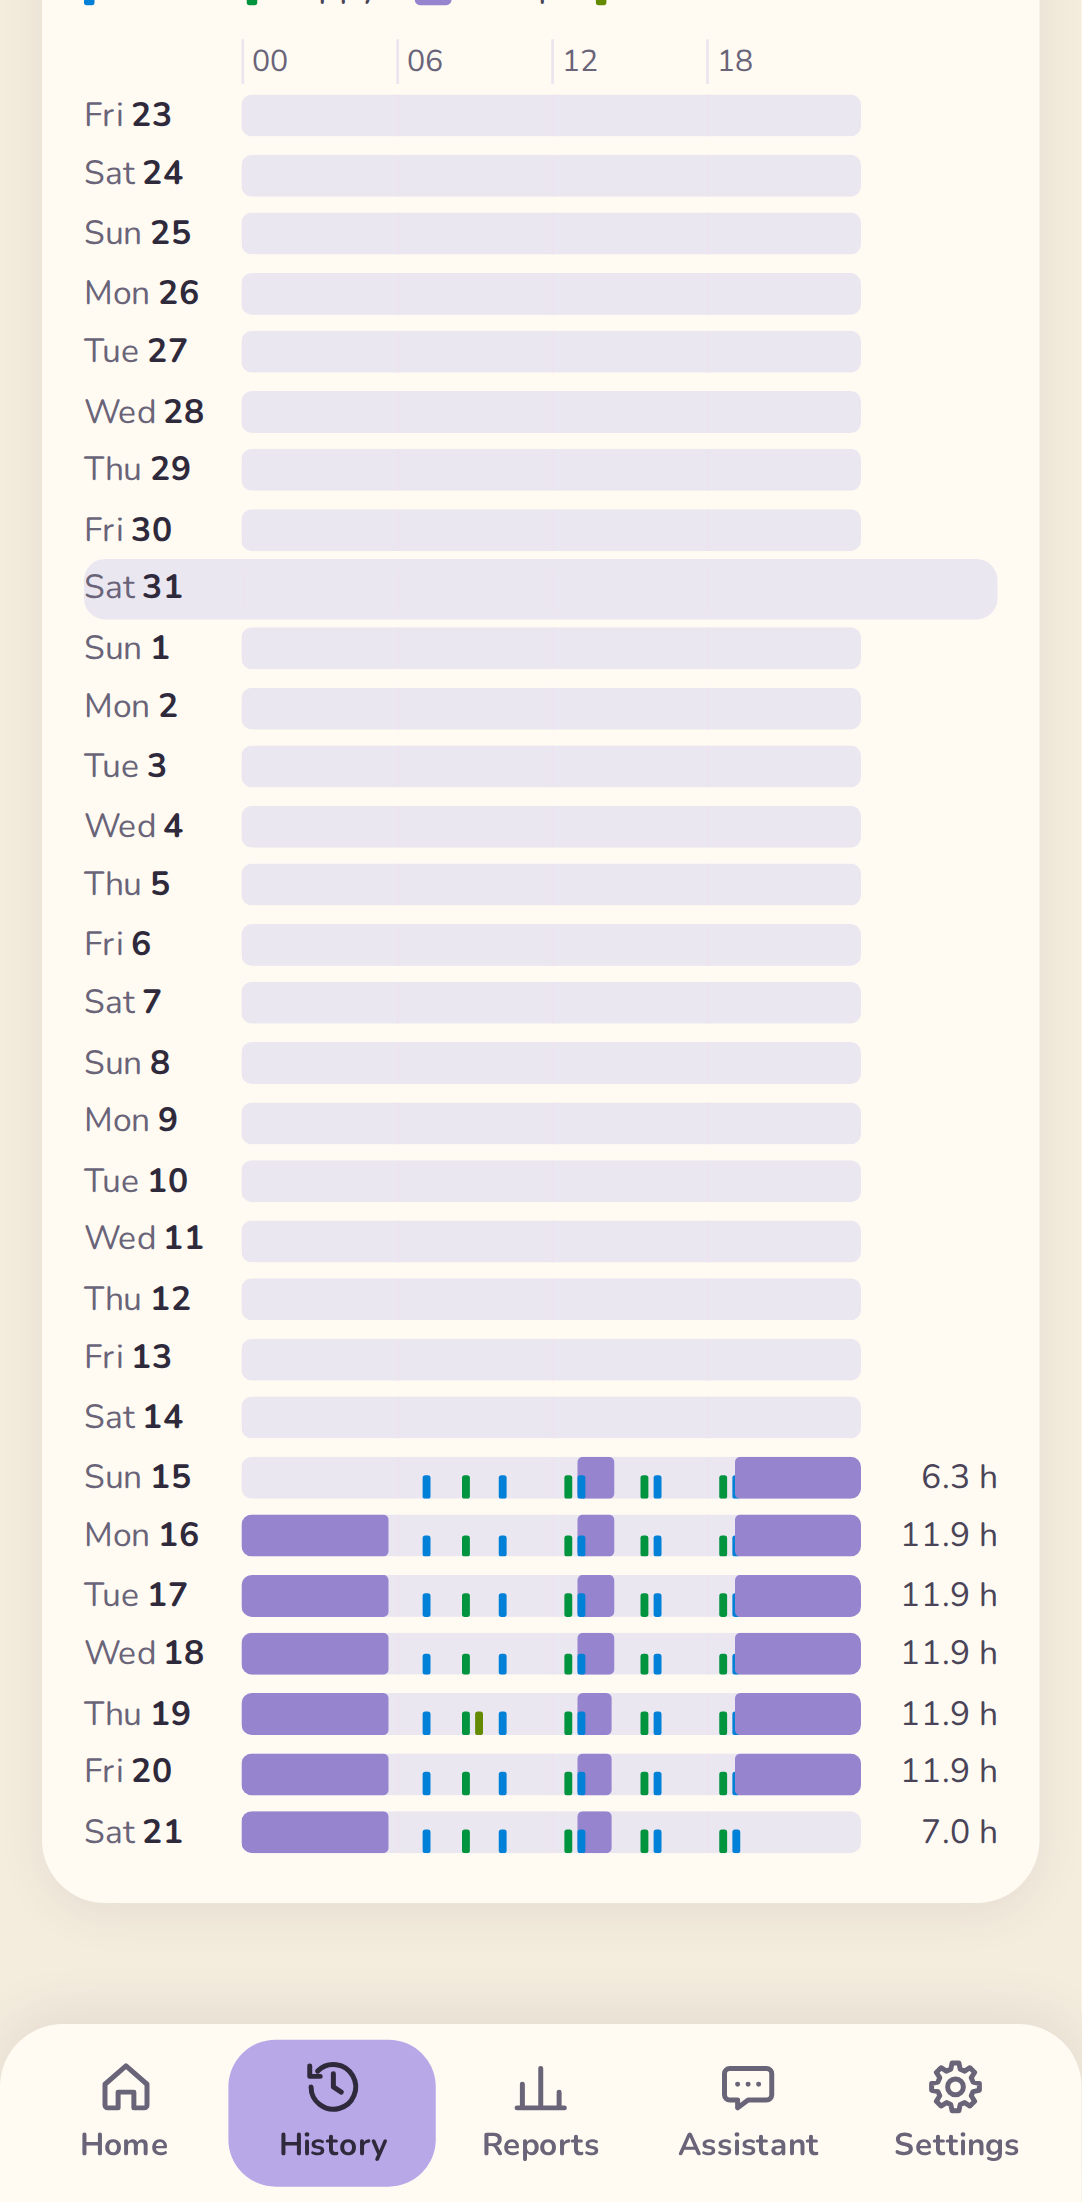 00 06 12 18
Fri 23
Sat 24
Sun 25
Mon 26
Tue 27
Wed 28
Thu 29
Fri 30
Sat 31
Sun 1
Mon 2
Tue 3
Wed 4
Thu 5
Fri 6
Sat 7
Sun 8
Mon 9
Tue 10
Wed 11
Thu 12
Fri 13
Sat 14
Sun 15 6.3 h
Mon 16 11.9 h
Tue 17 11.9 h
Wed 18 11.9 h
Thu 19 11.9 h
Fri 20 11.9 h
Sat 21 7.0 h
Home History Reports Assistant Settings